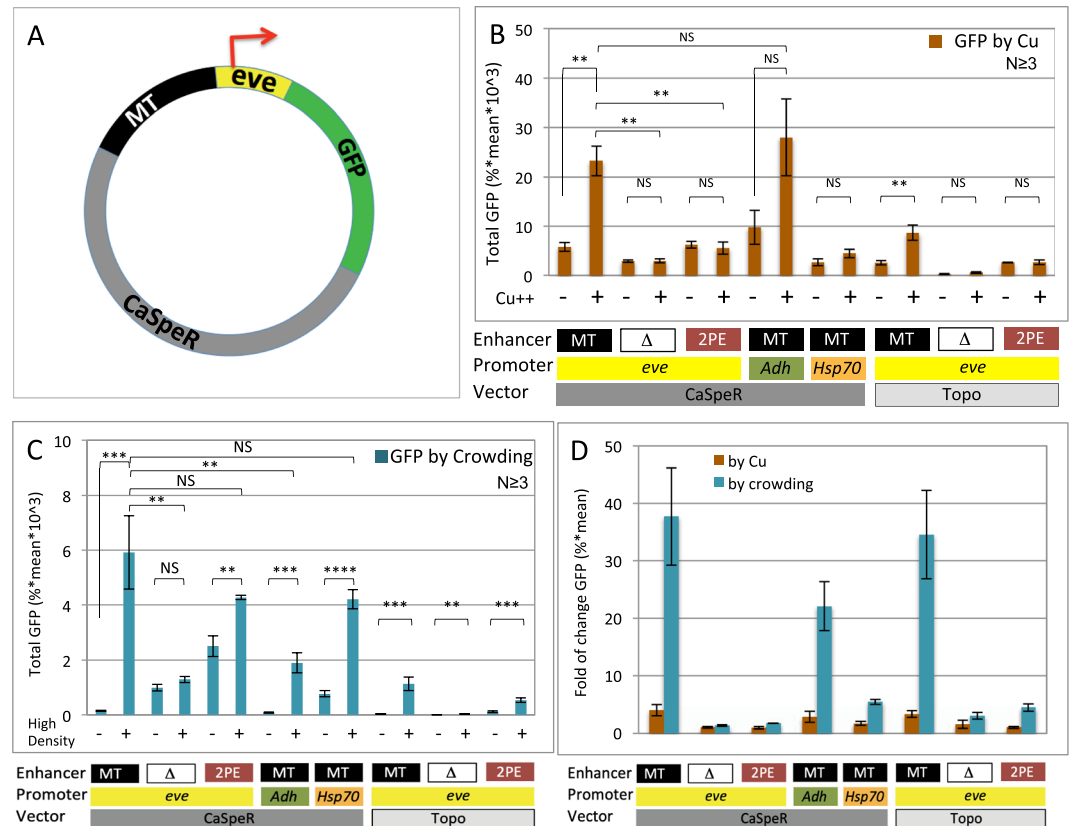 A
MT
eve
GFP
CaSpeR
B
GFP by Cu
N≥3
Total GFP (%*mean*10^3)
50
40
30
20
10
0
NS
** NS
**
**
NS NS NS ** NS NS
Cu++ - + - + - + - + - + - + - + - +
Enhancer MT Δ 2PE MT MT MT Δ 2PE
Promoter eve Adh Hsp70 eve
Vector CaSpeR Topo
C
GFP by Crowding
N≥3
Total GFP (%*mean*10^3)
10
8
6
4
2
0
NS
*** **
NS
**
NS ** *** ****
*** ** ***
High
Density - + - + - + - + - + - + - + - +
Enhancer MT Δ 2PE MT MT MT Δ 2PE
Promoter eve Adh Hsp70 eve
Vector CaSpeR Topo
D
by Cu
by crowding
Fold of change GFP (%*mean)
50
40
30
20
10
0
Enhancer MT Δ 2PE MT MT MT Δ 2PE
Promoter eve Adh Hsp70 eve
Vector CaSpeR Topo